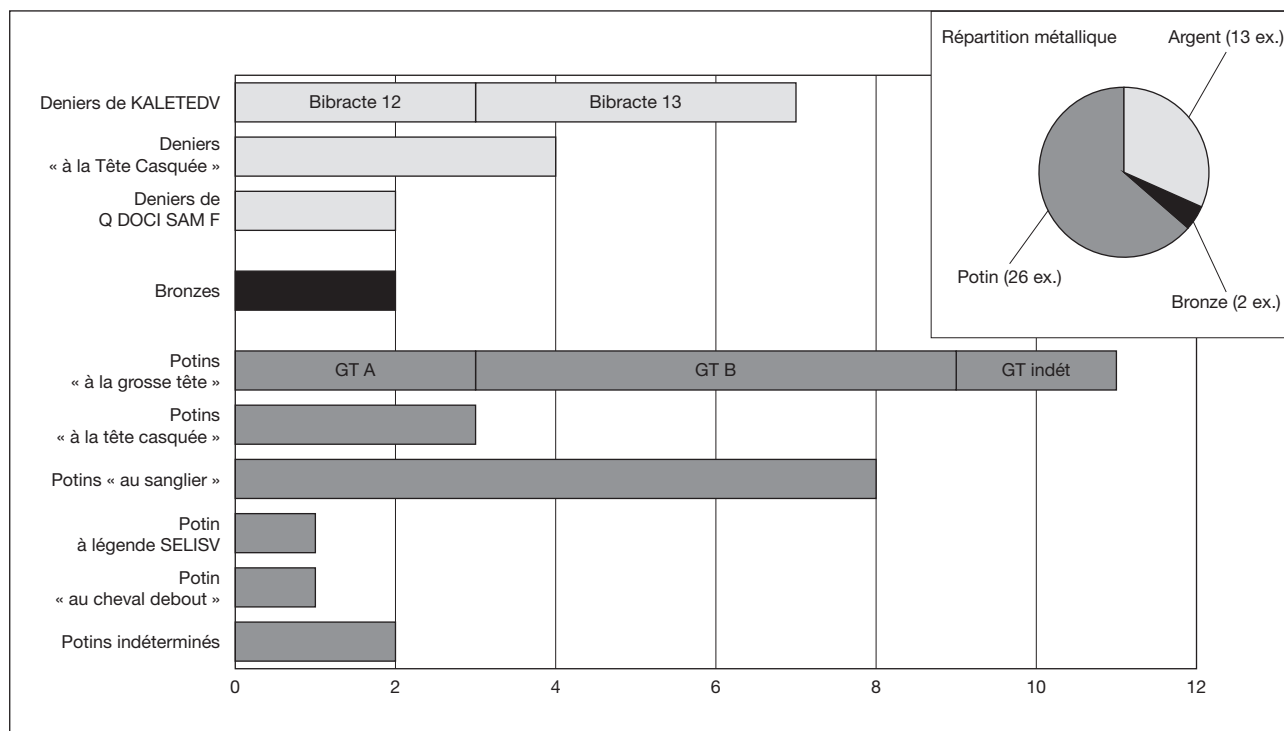 Répartition métallique
Argent (13 ex.)
Potin (26 ex.)
Bronze (2 ex.)
Deniers de KALETEDV
Bibracte 12
Bibracte 13
Deniers
« à la Tête Casquée »
Deniers de
Q DOCI SAM F
Bronzes
Potins
« à la grosse tête »
GT A
GT B
GT indét
Potins
« à la tête casquée »
Potins « au sanglier »
Potin
à légende SELISV
Potin
« au cheval debout »
Potins indéterminés
0
2
4
6
8
10
12